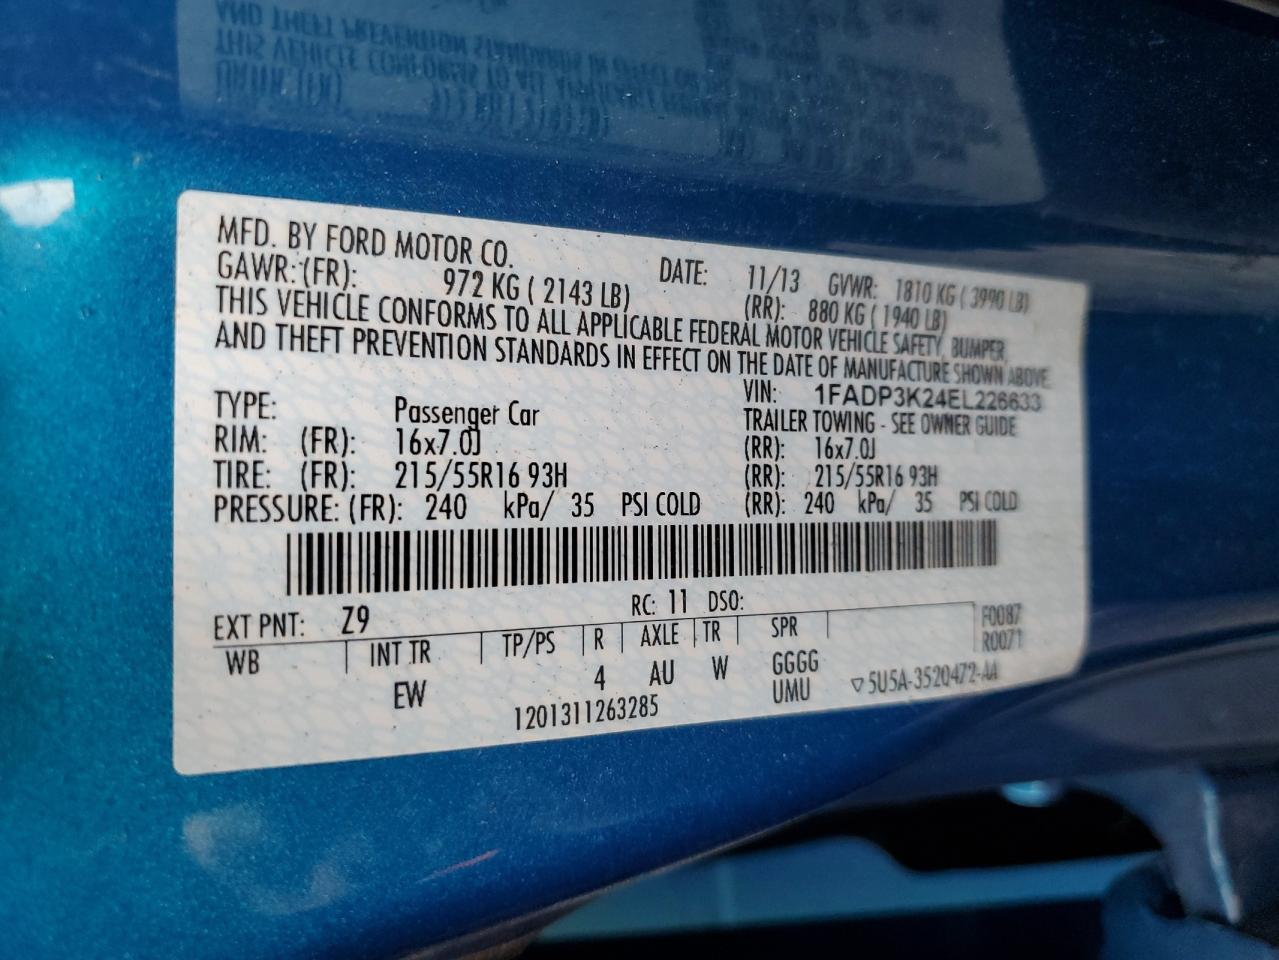 MFD. BY FORD MOTOR CO. DATE: 11/13 GVWR: 1810 KG ( 3990 LB)
GAWR: (FR): 972 KG ( 2143 LB) (RR): 880 KG ( 1940 LB)
THIS VEHICLE CONFORMS TO ALL APPLICABLE FEDERAL MOTOR VEHICLE SAFETY, BUMPER,
AND THEFT PREVENTION STANDARDS IN EFFECT ON THE DATE OF MANUFACTURE SHOWN ABOVE.
VIN: 1FADP3K24EL226633
TYPE: Passenger Car TRAILER TOWING - SEE OWNER GUIDE
RIM: (FR): 16x7.0J (RR): 16x7.0J
TIRE: (FR): 215/55R16 93H (RR): 215/55R16 93H
PRESSURE: (FR): 240 kPa/ 35 PSI COLD (RR): 240 kPa/ 35 PSI COLD
EXT PNT: Z9 RC: 11 DSO: F0087
WB INT TR TP/PS R AXLE TR SPR R0071
EW 4 AU W GGGG
UMU ▽5U5A-3520472-AA
1201311263285